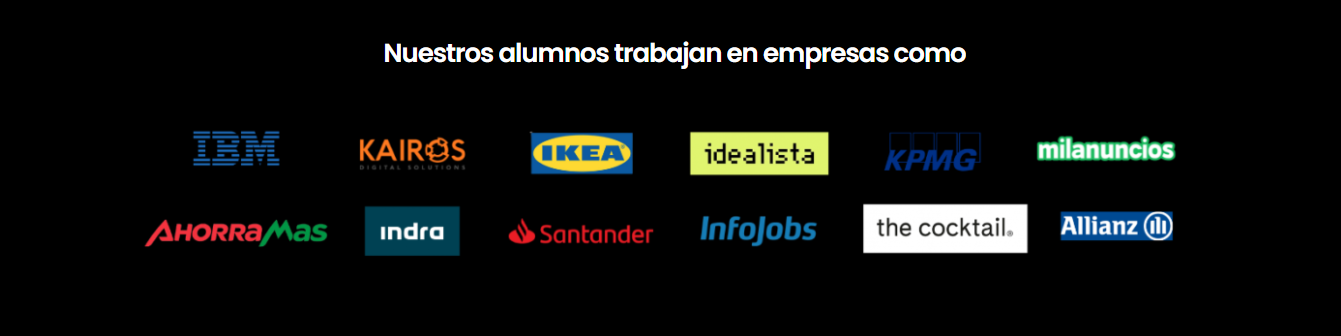 Nuestros alumnos trabajan en empresas como
IBM KAIROS IKEA idealista KPMG milanuncios
DIGITAL SOLUTIONS
AHORRAMAS indra Santander InfoJobs the cocktail® Allianz